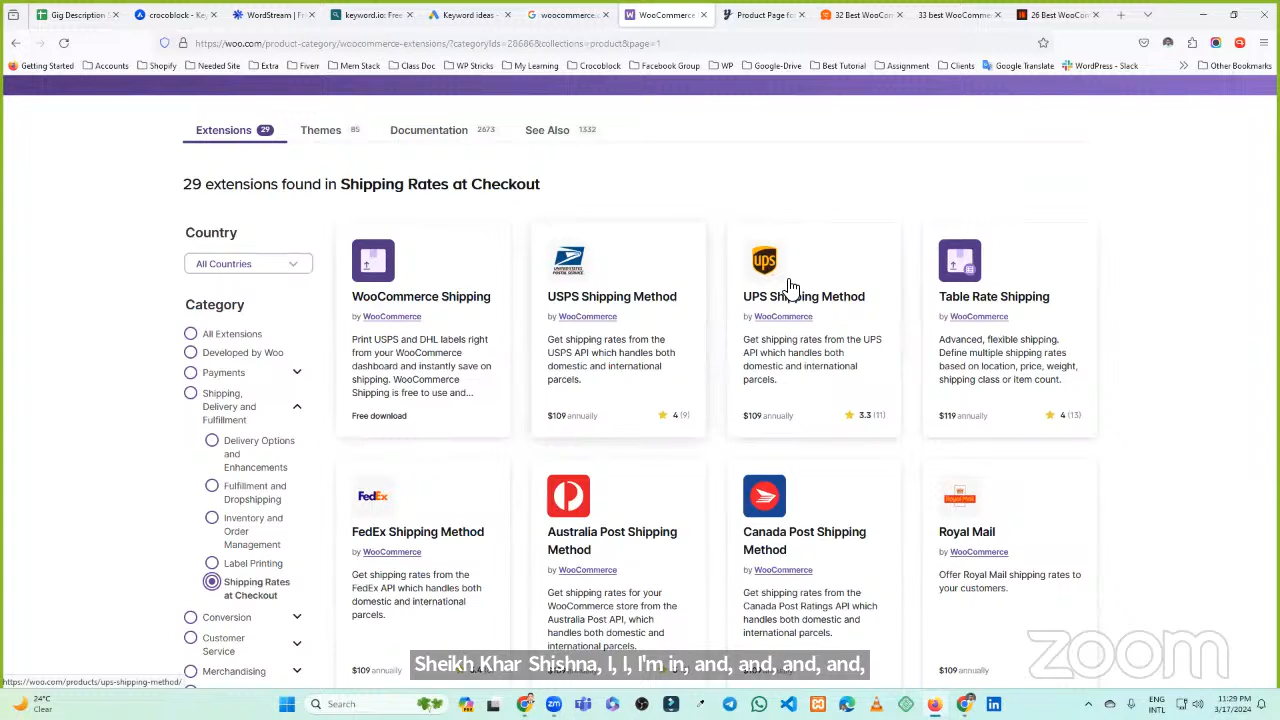 Gird Stream | F
crocoblock - Ke
WordStream | F
keyword.io: Free
Keyword ideas -
woocommerce
WooCommerce
Product Page fo
32 Best WooCom
33 best WooComme
26 Best WooCom
https://woo.com/product-category/woocommerce-extensions/?categoryIds=28686&collections=product&page=1
Getting Started
Accounts
Shopify
Needed Site
Extra
Fiverr
Mem Stack
Class Doc
WP Stricks
My Learning
Crocoblock
Facebook Group
WP
Google-Drive
Best Tutorial
Assignment
Clients
Google Translate
WordPress - Slack
Other Bookmarks
Extensions 29
Themes 85
Documentation 2673
See Also 1332
29 extensions found in Shipping Rates at Checkout
Country
All Countries
Category
All Extensions
Developed by Woo
Payments
Shipping,
Delivery and
Fulfillment
Delivery Options
and
Enhancements
Fulfillment and
Dropshipping
Inventory and
Order
Management
Label Printing
Shipping Rates
at Checkout
Conversion
Customer
Service
Merchandising
WooCommerce Shipping
by WooCommerce
Print USPS and DHL labels right
from your WooCommerce
dashboard and instantly save on
shipping. WooCommerce
Shipping is free to use and...
Free download
UNITED STATES
POSTAL SERVICE
USPS Shipping Method
by WooCommerce
Get shipping rates from the
USPS API which handles both
domestic and international
parcels.
$109 annually
4 (9)
ups
UPS Shipping Method
by WooCommerce
Get shipping rates from the UPS
API which handles both
domestic and international
parcels.
$109 annually
3.3 (11)
Table Rate Shipping
by WooCommerce
Advanced, flexible shipping.
Define multiple shipping rates
based on location, price, weight,
shipping class or item count.
$119 annually
4 (13)
FedEx
FedEx Shipping Method
by WooCommerce
Get shipping rates from the
FedEx API which handles both
domestic and international
parcels.
$109 annually
Australia Post Shipping
Method
by WooCommerce
Get shipping rates for your
WooCommerce store from the
Australia Post API, which
handles both domestic and
international parcels.
Canada Post Shipping
Method
by WooCommerce
Get shipping rates from the
Canada Post Ratings API which
handles both domestic and
international parcels.
$109 annually
Royal Mail
Royal Mail
by WooCommerce
Offer Royal Mail shipping rates to
your customers.
$109 annually
Sheikh Khar Shishna, I, I, I'm in, and, and, and, and,
zoom
https://woo.com/products/ups-shipping-method/
24°C
Clear
Search
ENG
INTL
11:29 PM
3/17/2024